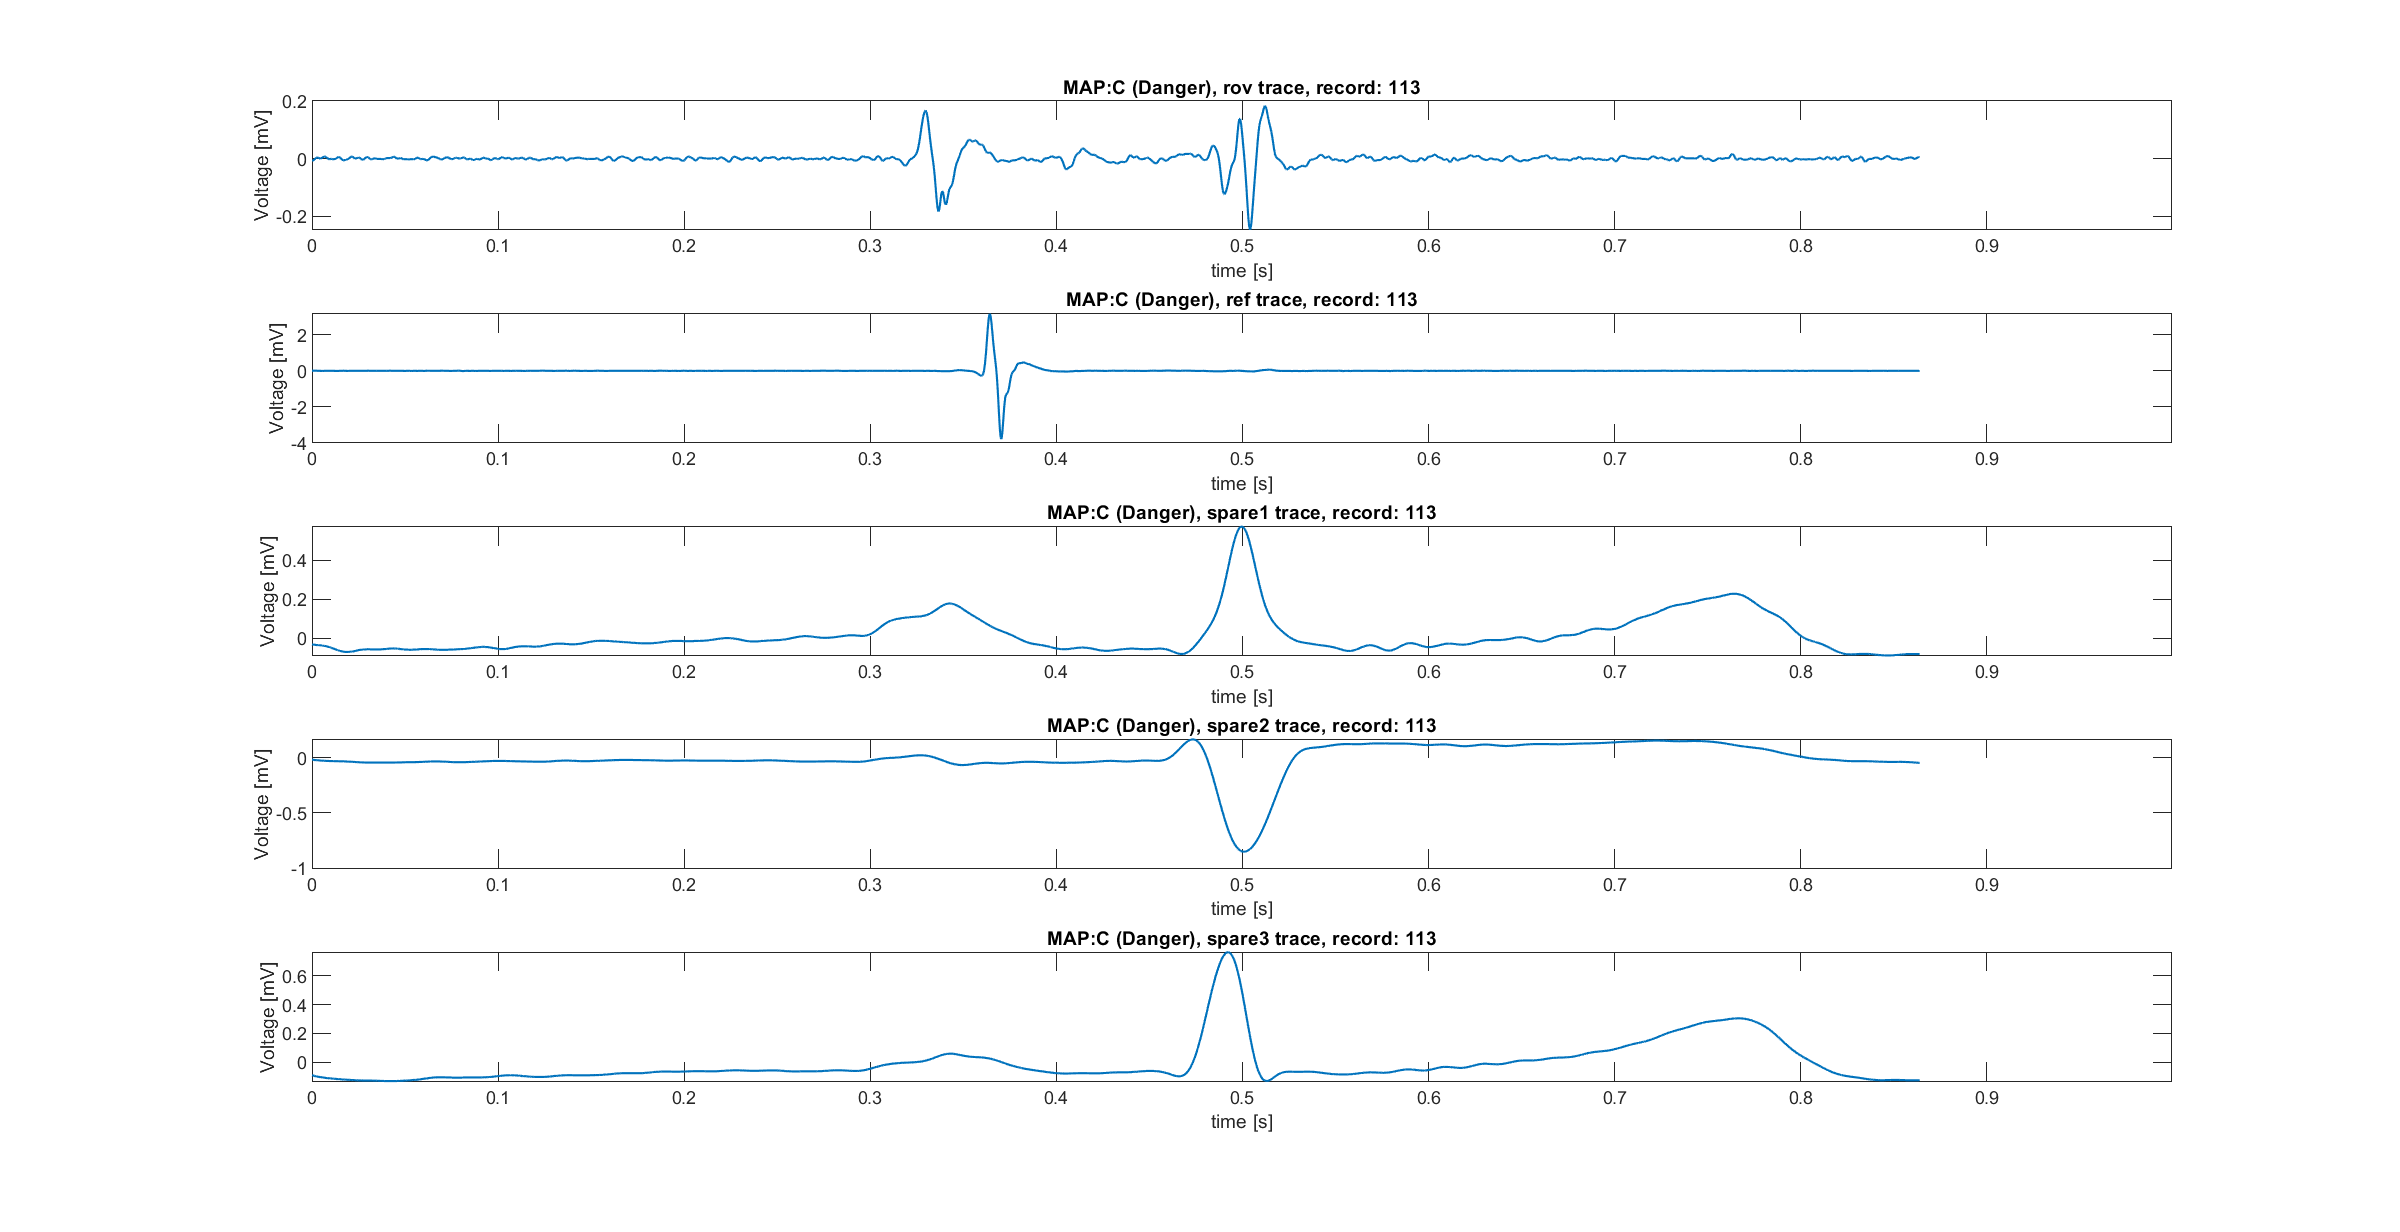 MAP:C (Danger), rov trace, record: 113
Voltage [mV]
0.2
0
-0.2
0 0.1 0.2 0.3 0.4 0.5 0.6 0.7 0.8 0.9
time [s]
MAP:C (Danger), ref trace, record: 113
Voltage [mV]
2
0
-2
-4
0 0.1 0.2 0.3 0.4 0.5 0.6 0.7 0.8 0.9
time [s]
MAP:C (Danger), spare1 trace, record: 113
Voltage [mV]
0.4
0.2
0
0 0.1 0.2 0.3 0.4 0.5 0.6 0.7 0.8 0.9
time [s]
MAP:C (Danger), spare2 trace, record: 113
Voltage [mV]
0
-0.5
-1
0 0.1 0.2 0.3 0.4 0.5 0.6 0.7 0.8 0.9
time [s]
MAP:C (Danger), spare3 trace, record: 113
Voltage [mV]
0.6
0.4
0.2
0
0 0.1 0.2 0.3 0.4 0.5 0.6 0.7 0.8 0.9
time [s]